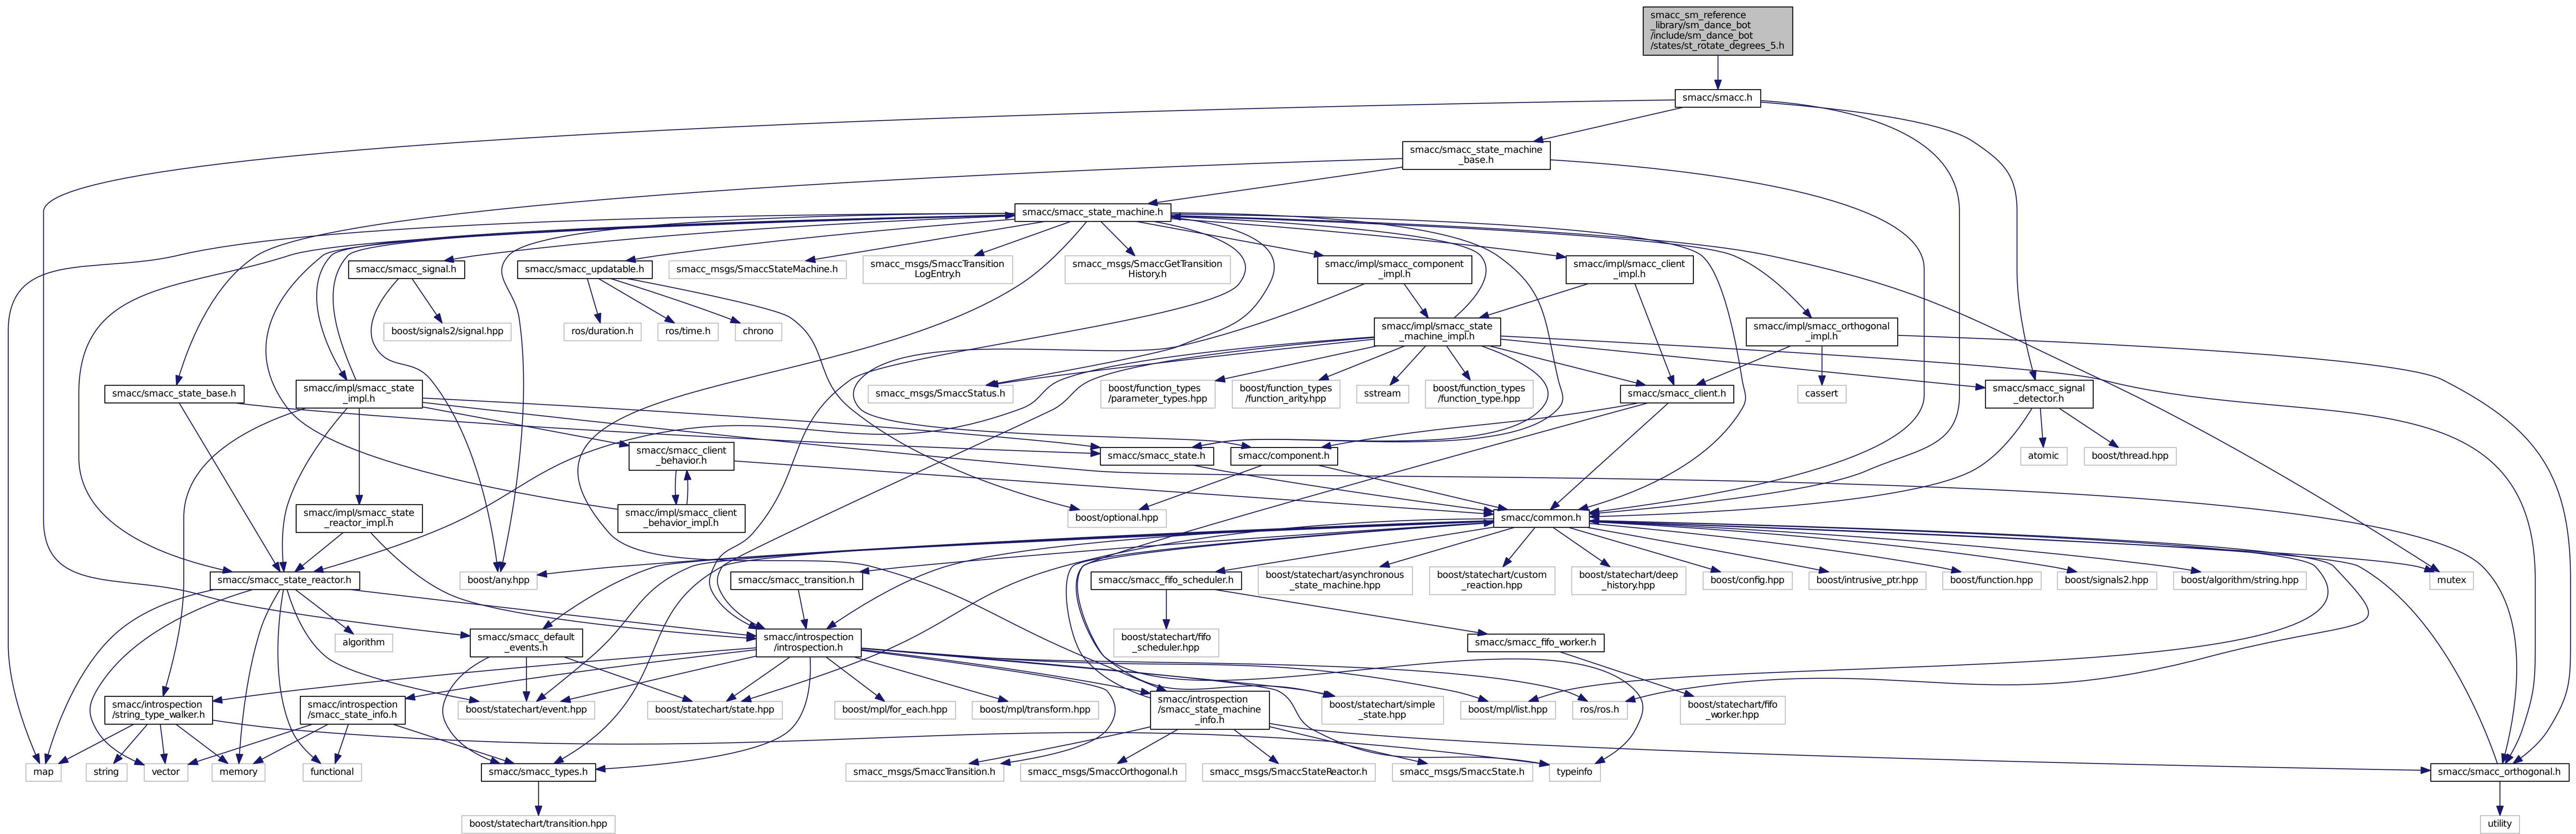 smacc_sm_reference
_library/sm_dance_bot
/include/sm_dance_bot
/states/st_rotate_degrees_5.h
smacc/smacc.h
smacc/smacc_state_machine
_base.h
smacc/smacc_state_machine.h
smacc/smacc_signal.h
smacc/smacc_updatable.h
smacc_msgs/SmaccStateMachine.h
smacc_msgs/SmaccTransition
LogEntry.h
smacc_msgs/SmaccGetTransition
History.h
smacc/impl/smacc_component
_impl.h
smacc/impl/smacc_client
_impl.h
boost/signals2/signal.hpp
ros/duration.h
ros/time.h
chrono
smacc/impl/smacc_state
_machine_impl.h
smacc/impl/smacc_orthogonal
_impl.h
smacc/smacc_state_base.h
smacc/impl/smacc_state
_impl.h
smacc_msgs/SmaccStatus.h
boost/function_types
/parameter_types.hpp
boost/function_types
/function_arity.hpp
sstream
boost/function_types
/function_type.hpp
smacc/smacc_client.h
cassert
smacc/smacc_signal
_detector.h
smacc/smacc_client
_behavior.h
smacc/smacc_state.h
smacc/component.h
atomic
boost/thread.hpp
smacc/impl/smacc_state
_reactor_impl.h
smacc/impl/smacc_client
_behavior_impl.h
boost/optional.hpp
smacc/common.h
smacc/smacc_state_reactor.h
boost/any.hpp
smacc/smacc_transition.h
smacc/smacc_fifo_scheduler.h
boost/statechart/asynchronous
_state_machine.hpp
boost/statechart/custom
_reaction.hpp
boost/statechart/deep
_history.hpp
boost/config.hpp
boost/intrusive_ptr.hpp
boost/function.hpp
boost/signals2.hpp
boost/algorithm/string.hpp
mutex
algorithm
smacc/smacc_default
_events.h
smacc/introspection
/introspection.h
boost/statechart/fifo
_scheduler.hpp
smacc/smacc_fifo_worker.h
smacc/introspection
/string_type_walker.h
smacc/introspection
/smacc_state_info.h
boost/statechart/event.hpp
boost/statechart/state.hpp
boost/mpl/for_each.hpp
boost/mpl/transform.hpp
smacc/introspection
/smacc_state_machine
_info.h
boost/statechart/simple
_state.hpp
boost/mpl/list.hpp
ros/ros.h
boost/statechart/fifo
_worker.hpp
map
string
vector
memory
functional
smacc/smacc_types.h
smacc_msgs/SmaccTransition.h
smacc_msgs/SmaccOrthogonal.h
smacc_msgs/SmaccStateReactor.h
smacc_msgs/SmaccState.h
typeinfo
smacc/smacc_orthogonal.h
boost/statechart/transition.hpp
utility